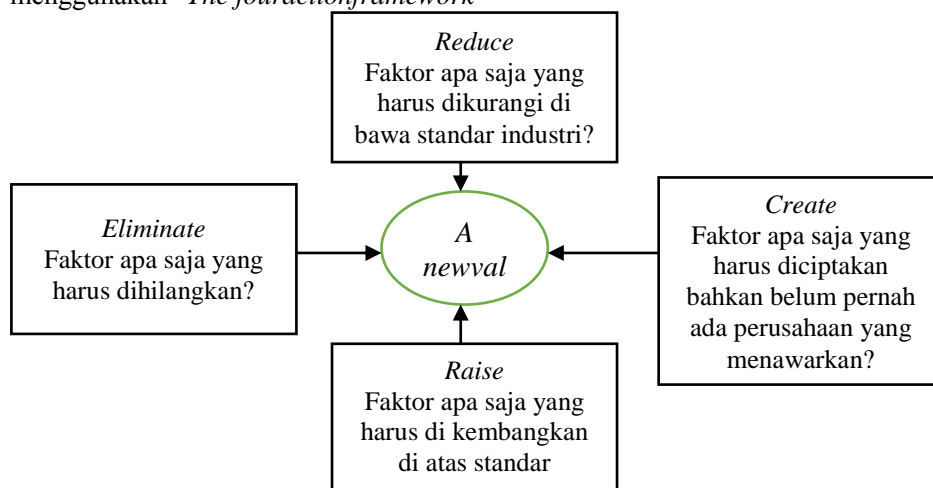 menggunakan "The fouractionframework"
Reduce
Faktor apa saja yang
harus dikurangi di
bawa standar industri?
Eliminate
Faktor apa saja yang
harus dihilangkan?
A
newval
Create
Faktor apa saja yang
harus diciptakan
bahkan belum pernah
ada perusahaan yang
menawarkan?
Raise
Faktor apa saja yang
harus di kembangkan
di atas standar